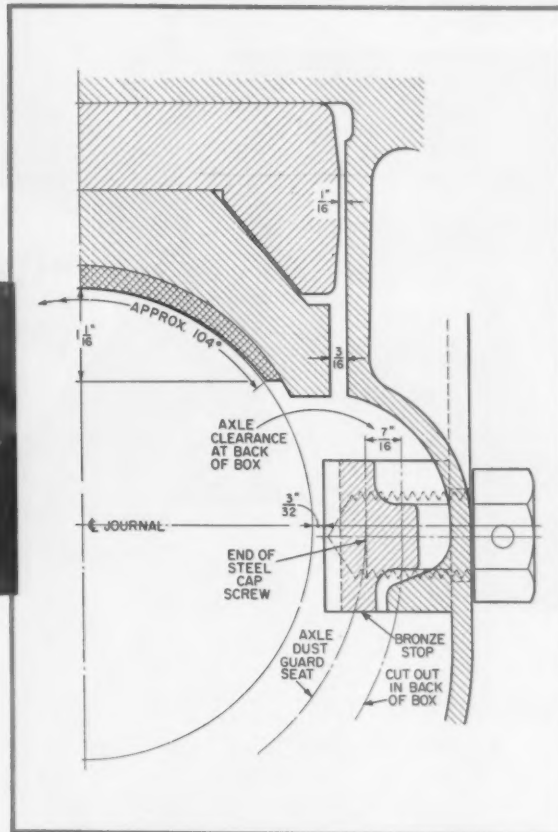 1"
16
APPROX. 104°
1 1"
16
3
16
AXLE
CLEARANCE
AT BACK
OF BOX
7"
16
3"
32
℄ JOURNAL
END OF
STEEL
CAP
SCREW
AXLE
DUST
GUARD
SEAT
BRONZE
STOP
CUT OUT
IN BACK
OF BOX